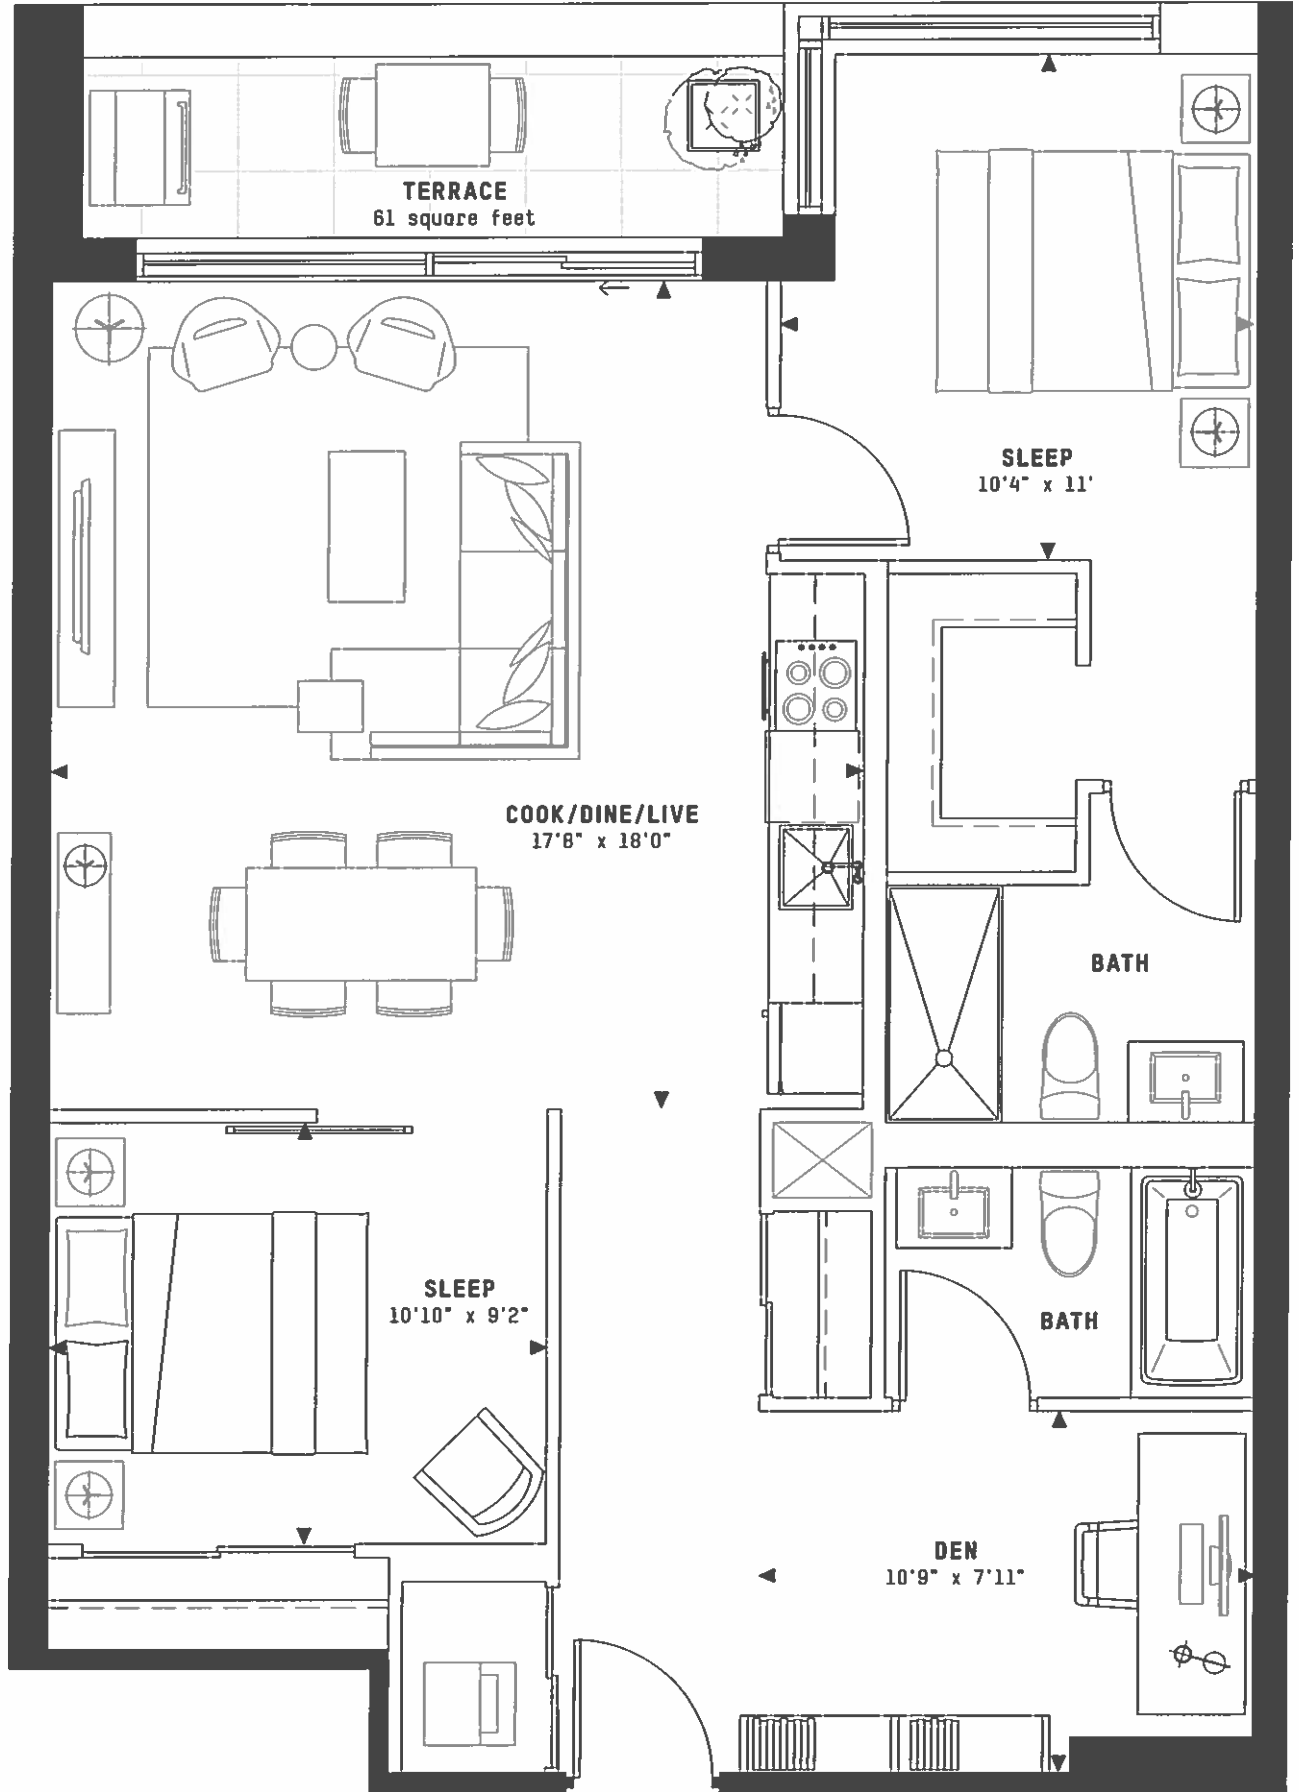 TERRACE
61 square feet
SLEEP
10'4" x 11'
COOK/DINE/LIVE
17'8" x 18'0"
BATH
SLEEP
10'10" x 9'2"
BATH
DEN
10'9" x 7'11"